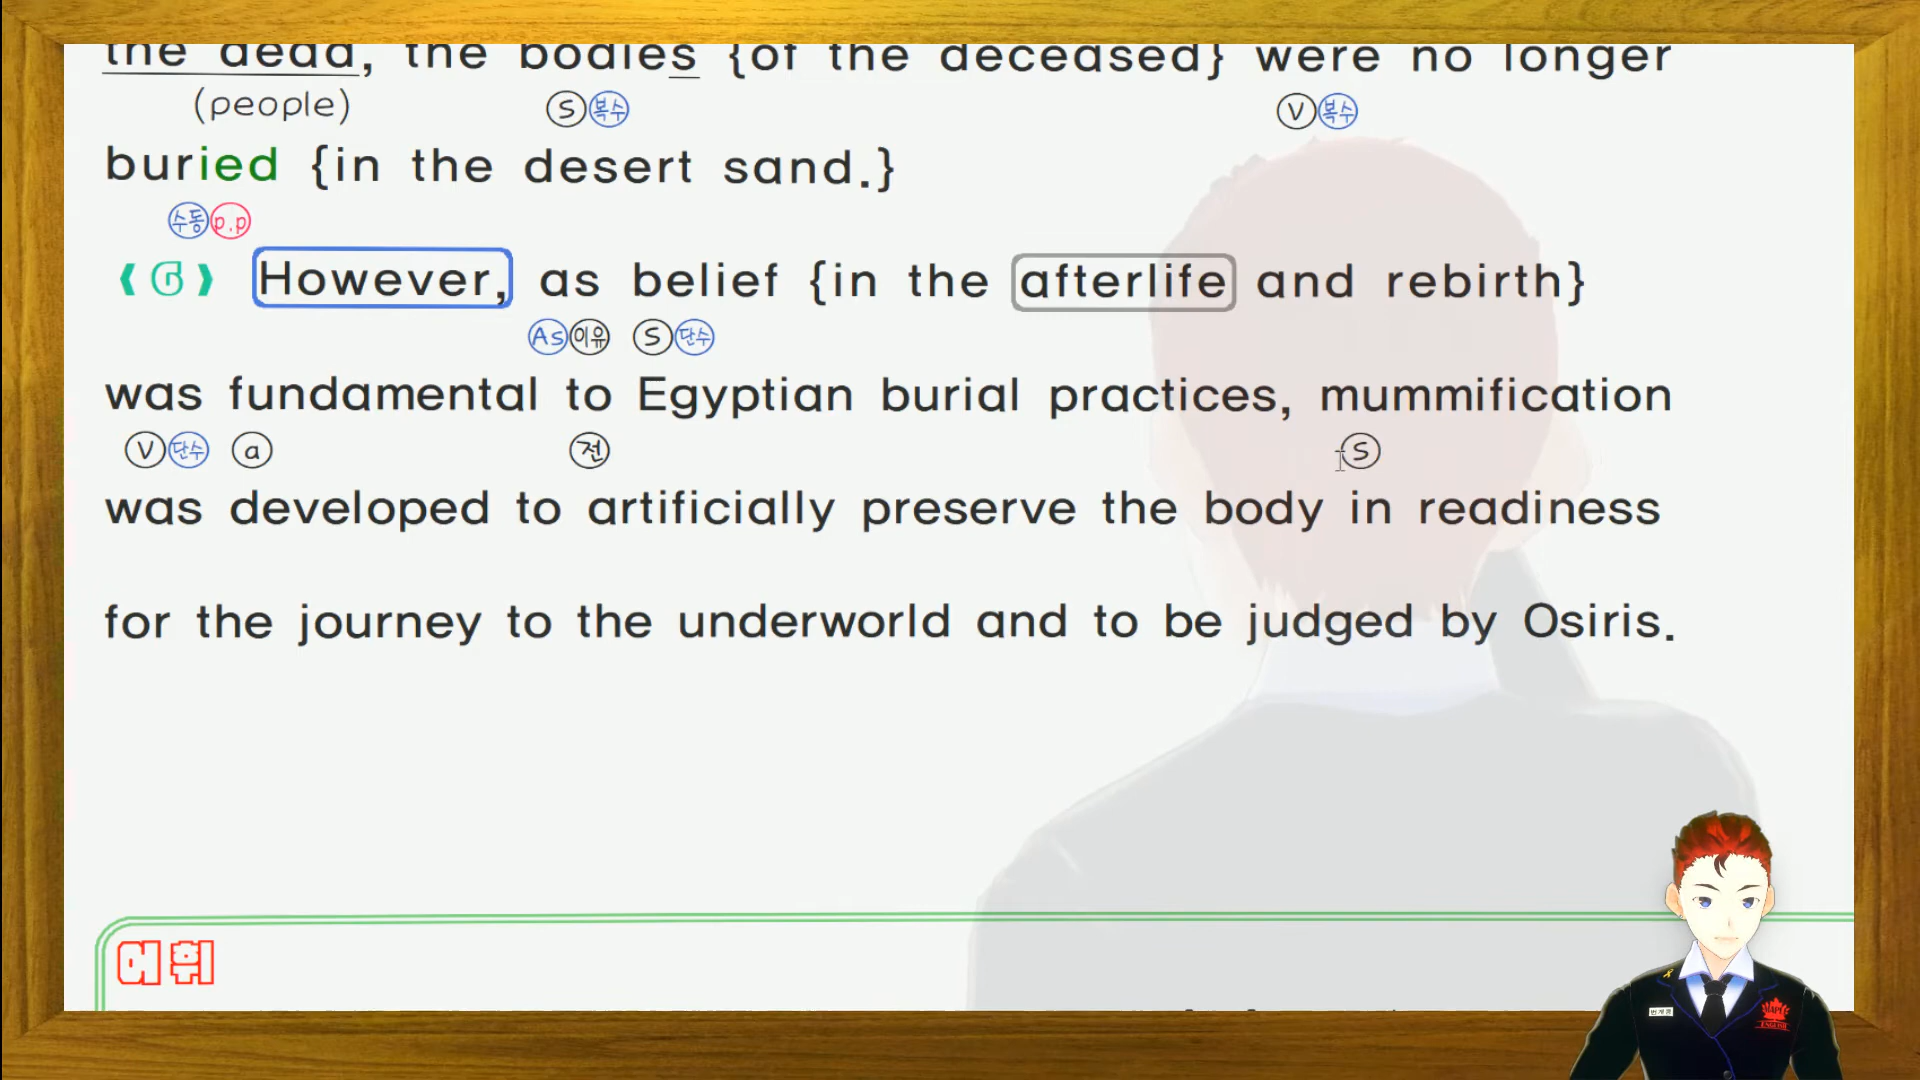 the dead, the bodies {of the deceased} were no longer
(people) S 복수 V 복수
buried {in the desert sand.}
수동 p.p
《6》 However, as belief {in the afterlife and rebirth}
As 이유 S 단수
was fundamental to Egyptian burial practices, mummification
V 단수 a 전 S
was developed to artificially preserve the body in readiness
for the journey to the underworld and to be judged by Osiris.
어휘
ENGLISH